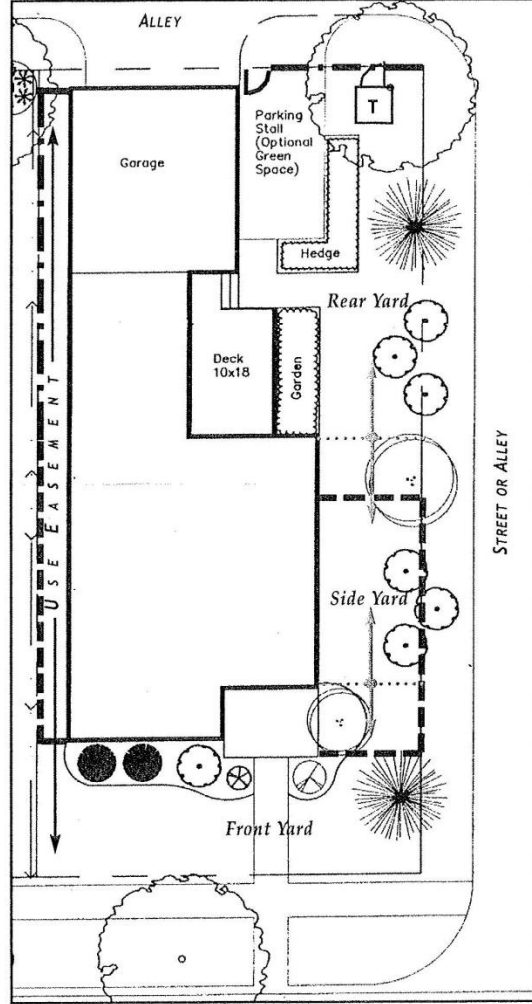 ALLEY
T
Parking
Stall
(Optional
Green
Space)
Garage
Hedge
Rear Yard
Deck
10x18
Garden
USE EASEMENT
STREET OR ALLEY
Side Yard
Front Yard